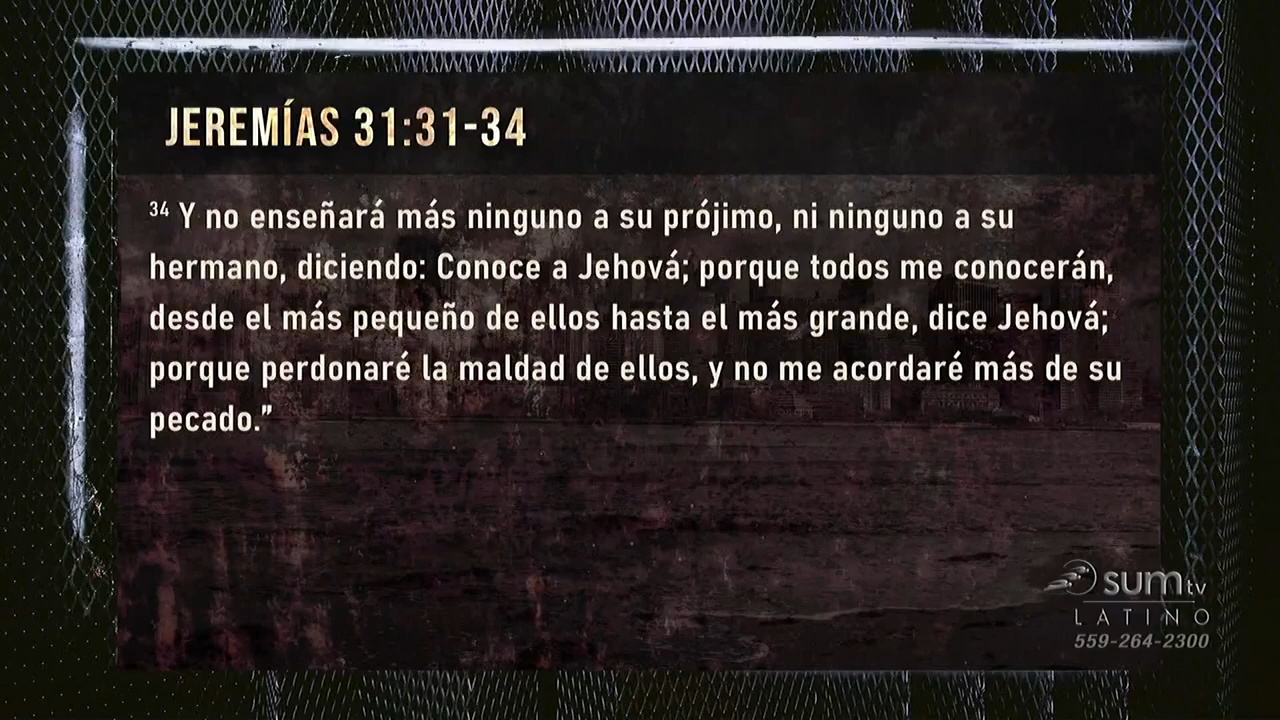 JEREMÍAS 31:31-34
34 Y no enseñará más ninguno a su prójimo, ni ninguno a su
hermano, diciendo: Conoce a Jehová; porque todos me conocerán,
desde el más pequeño de ellos hasta el más grande, dice Jehová;
porque perdonaré la maldad de ellos, y no me acordaré más de su
pecado.”
sumtv
LATINO
559-264-2300